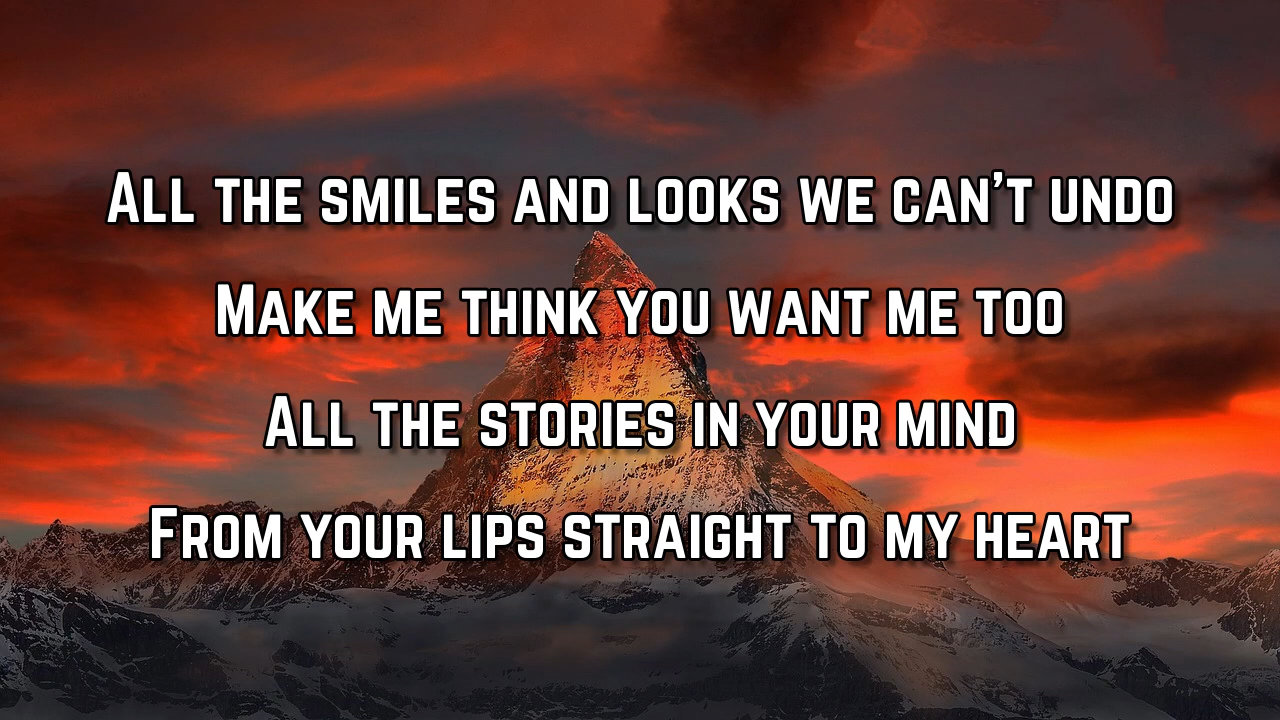 All the smiles and looks we can't undo
Make me think you want me too
All the stories in your mind
From your lips straight to my heart